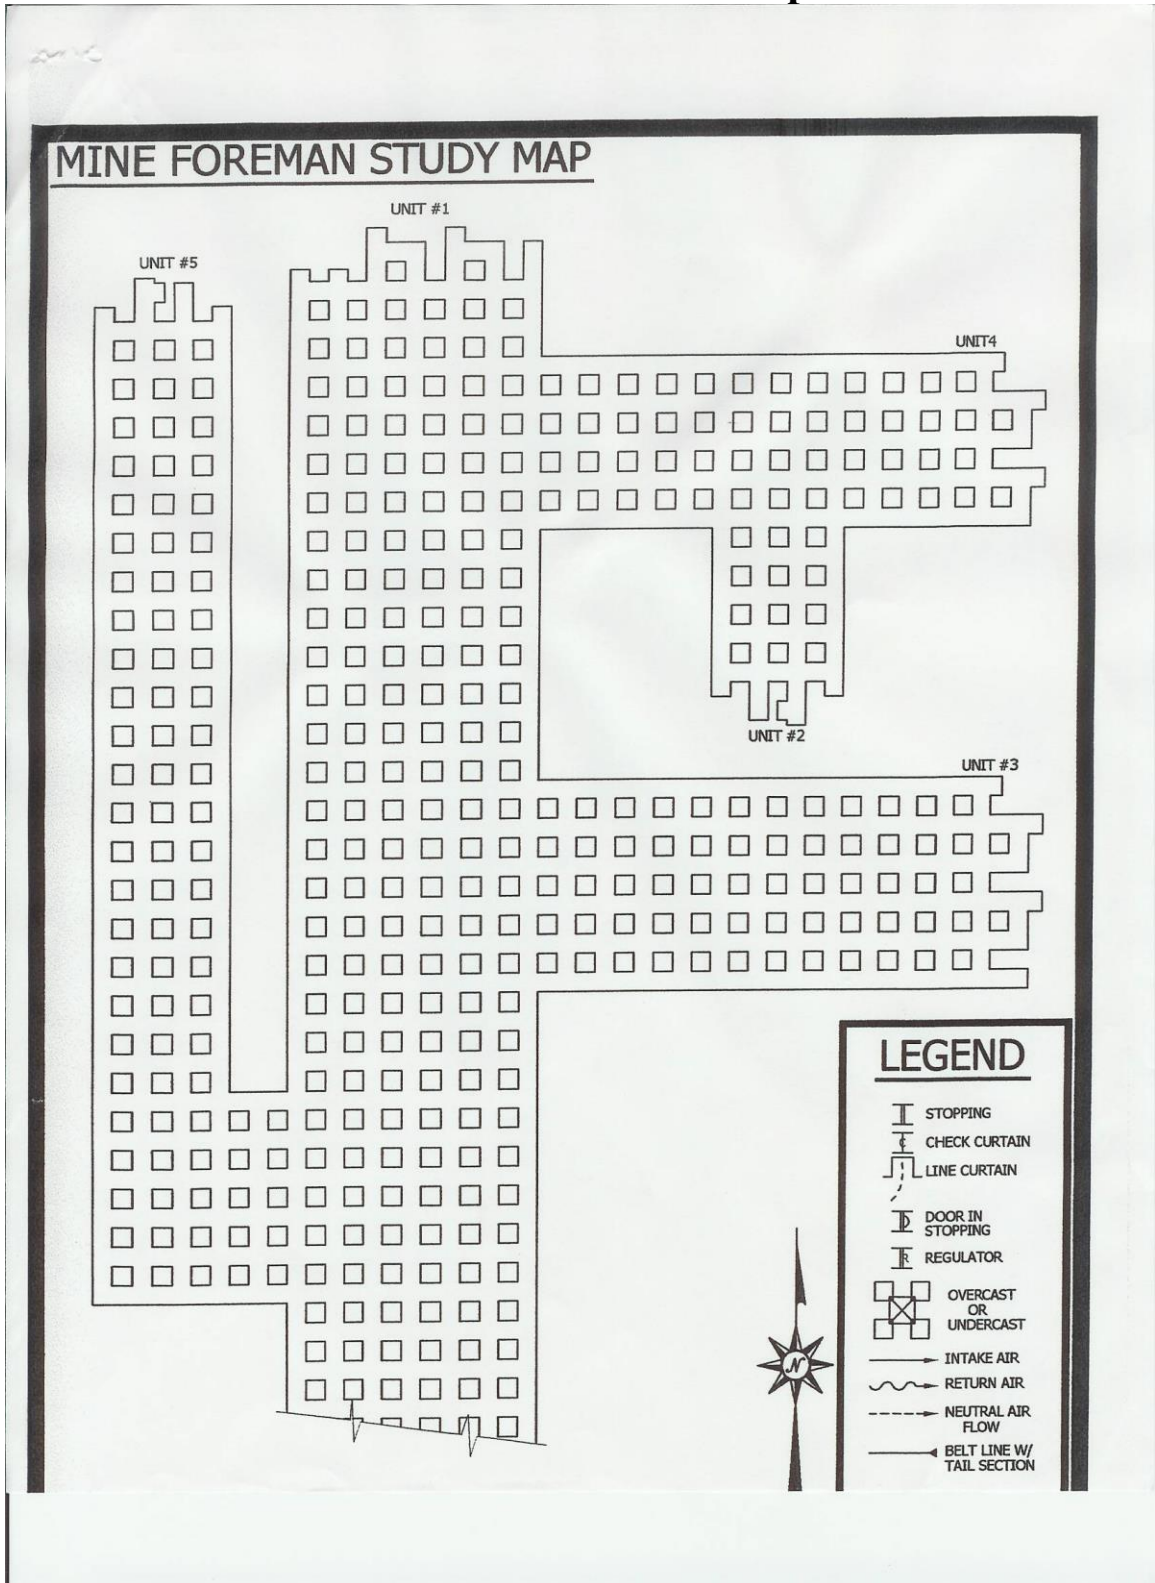 MINE FOREMAN STUDY MAP
UNIT #1
UNIT #5
UNIT4
UNIT #2
UNIT #3
LEGEND
STOPPING
C
CHECK CURTAIN
LINE CURTAIN
D
DOOR IN
STOPPING
R
REGULATOR
OVERCAST
OR
UNDERCAST
INTAKE AIR
RETURN AIR
NEUTRAL AIR
FLOW
BELT LINE W/
TAIL SECTION
N